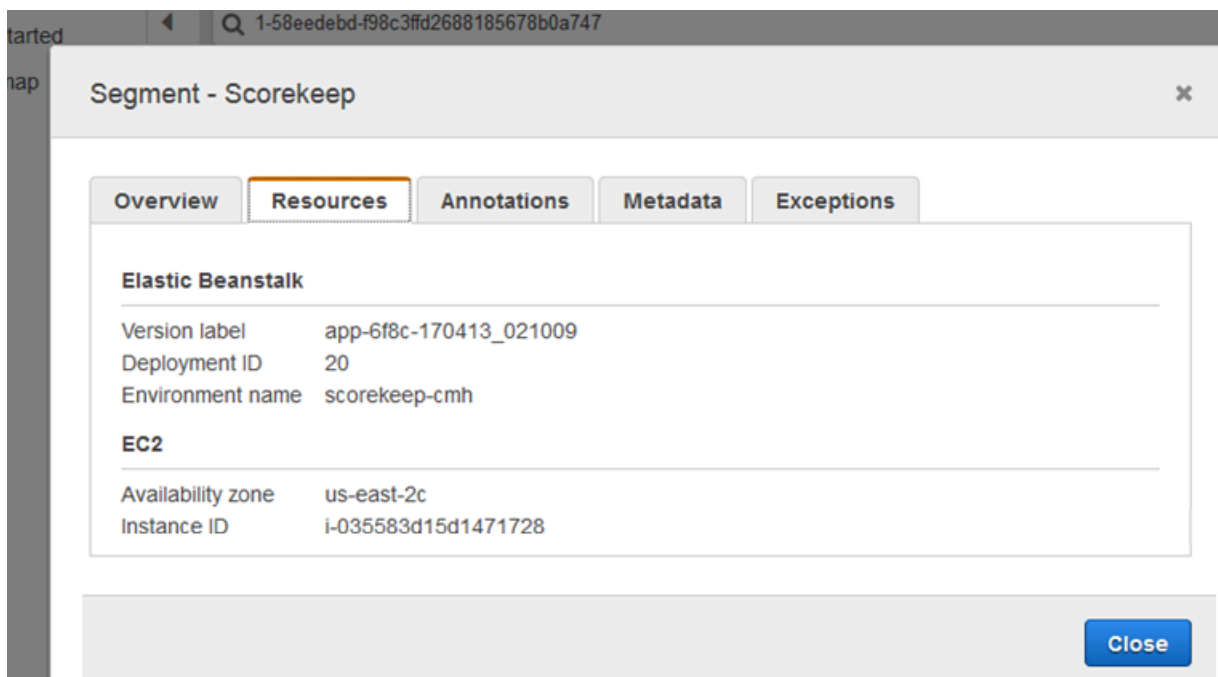 tarted
1-58eedebd-f98c3ffd2688185678b0a747
map
Segment - Scorekeep
Overview Resources Annotations Metadata Exceptions
Elastic Beanstalk
Version label app-6f8c-170413_021009
Deployment ID 20
Environment name scorekeep-cmh
EC2
Availability zone us-east-2c
Instance ID i-035583d15d1471728
Close